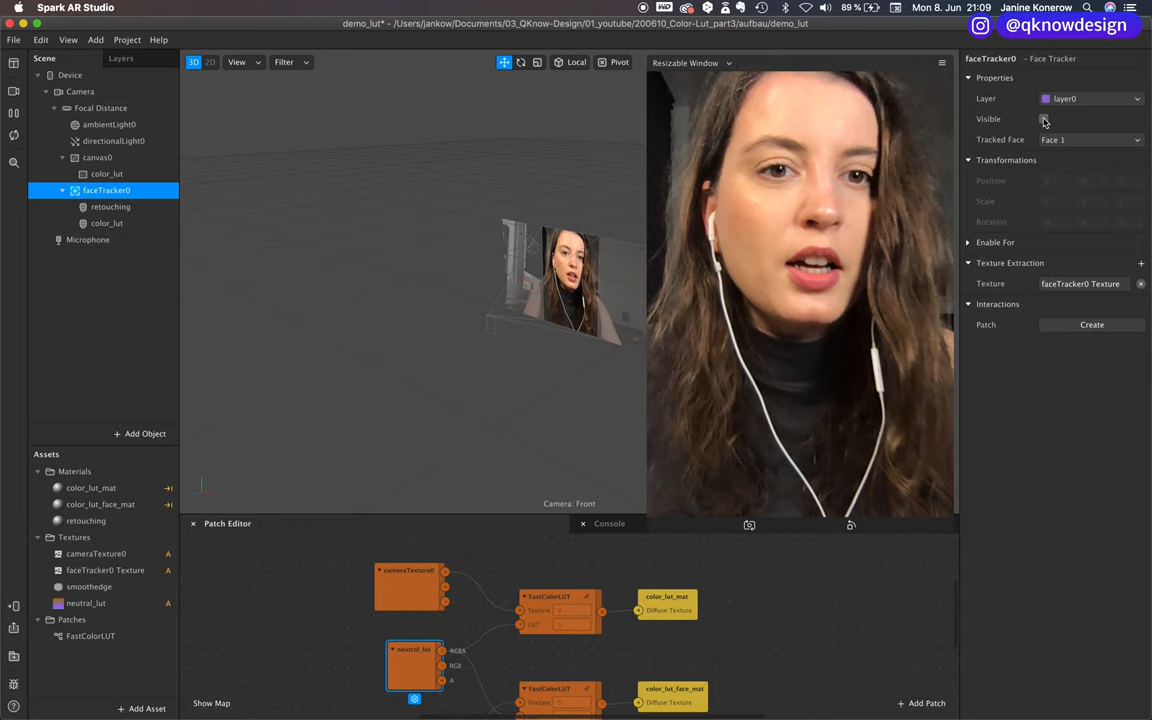 Spark AR Studio
89 %
Mon 8. Jun 21:09
Janine Konerow
demo_lut* - /Users/jankow/Documents/03_QKnow-Design/01_youtube/200610_Color-Lut_part3/aufbau/demo_lut
@qknowdesign
File Edit View Add Project Help
Scene
Layers
3D 2D
View
Filter
Local
Pivot
Resizable Window
faceTracker0 - Face Tracker
Device
Camera
Focal Distance
ambientLight0
directionalLight0
canvas0
color_lut
faceTracker0
retouching
color_lut
Microphone
+ Add Object
Camera: Front
Properties
Layer layer0
Visible
Tracked Face Face 1
Transformations
Position
Scale
Rotation
Enable For
Texture Extraction +
Texture faceTracker0 Texture
Interactions
Patch Create
Assets
Materials
color_lut_mat
color_lut_face_mat
retouching
Textures
cameraTexture0 A
faceTracker0 Texture A
smoothedge
neutral_lut A
Patches
FastColorLUT
+ Add Asset
Patch Editor
Console
cameraTexture0
FastColorLUT
Texture 0
LUT 0
color_lut_mat
Diffuse Texture
neutral_lut
RGBA
RGB
A
FastColorLUT
Texture 0
color_lut_face_mat
Diffuse Texture
Show Map
+ Add Patch